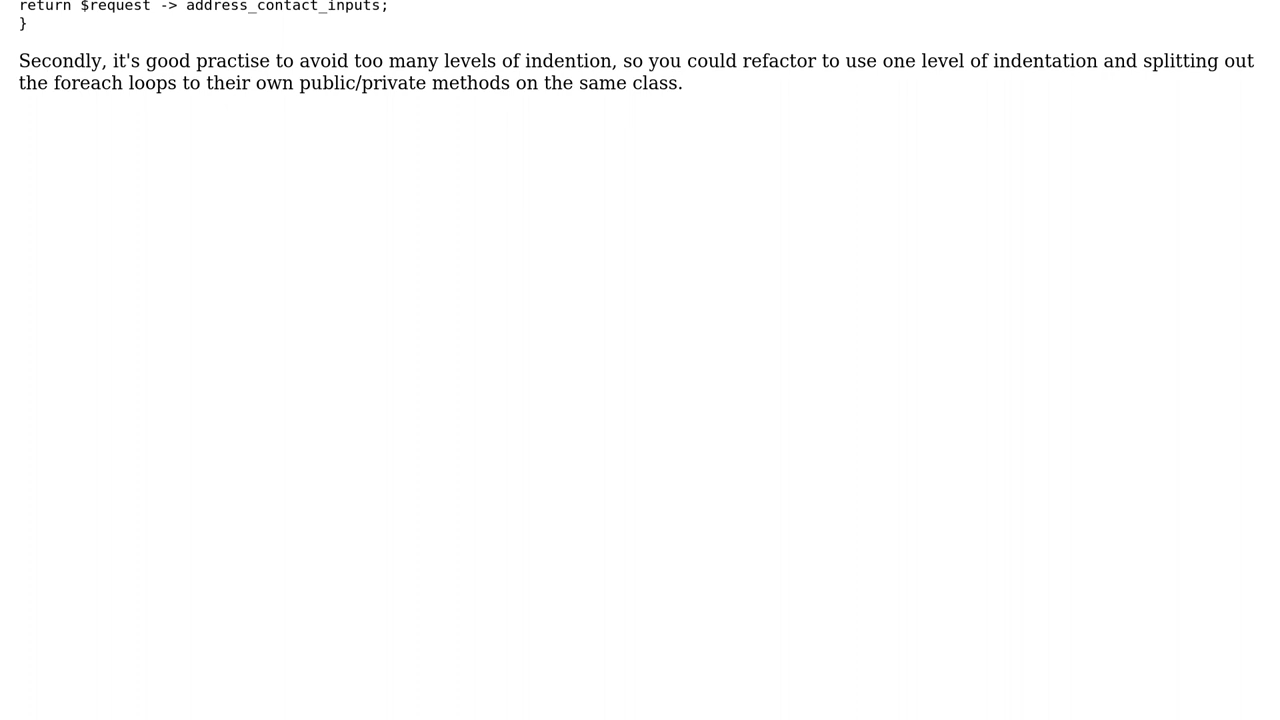 return $request -> address_contact_inputs;
}
Secondly, it's good practise to avoid too many levels of indention, so you could refactor to use one level of indentation and splitting out
the foreach loops to their own public/private methods on the same class.